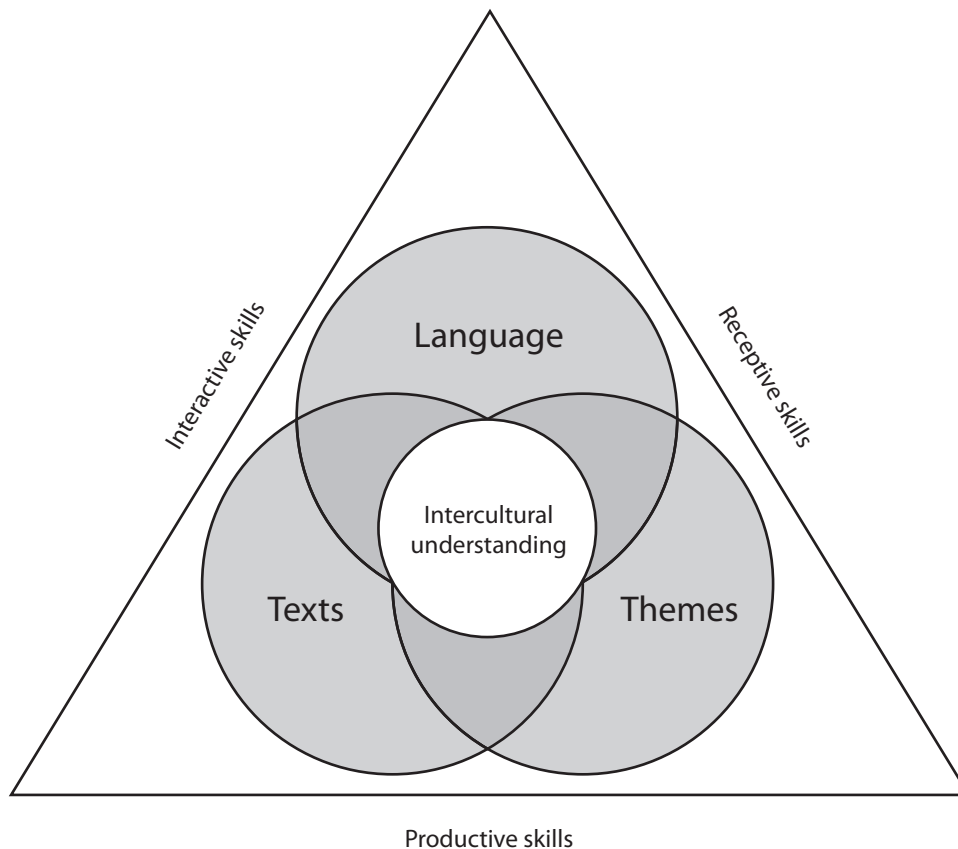 Language
Interactive skills
Receptive skills
Intercultural
understanding
Texts
Themes
Productive skills